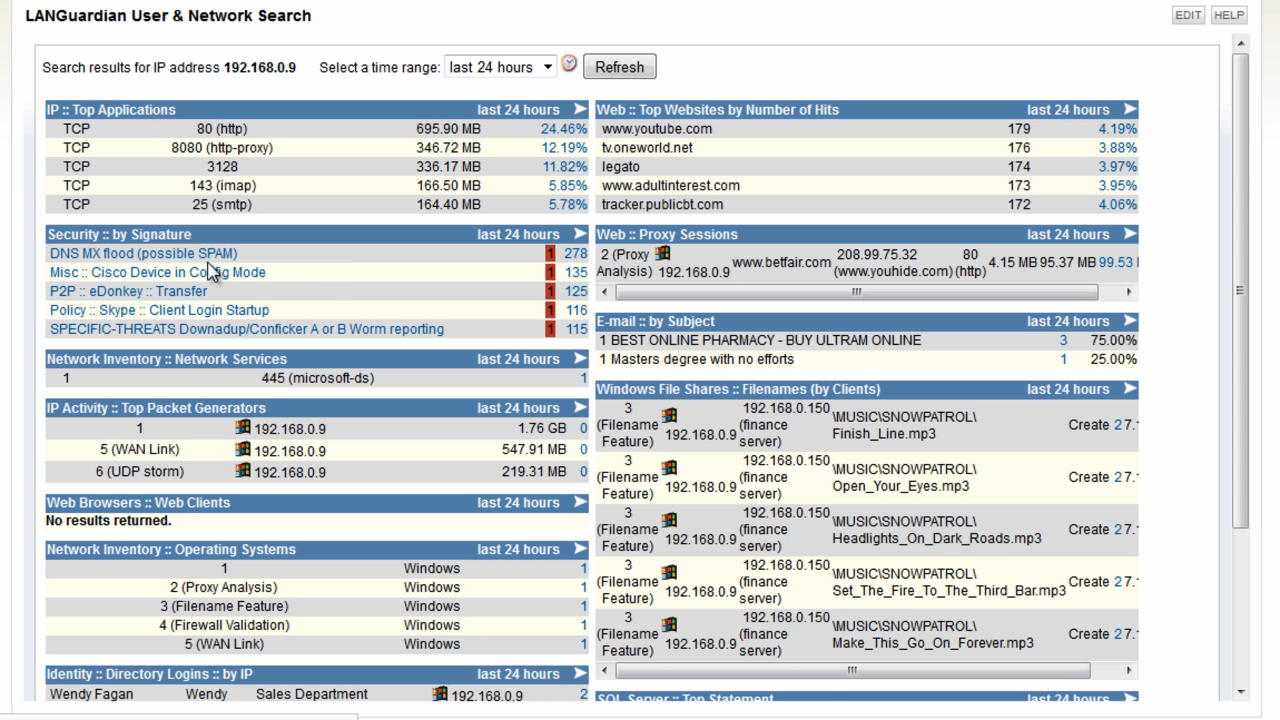 LANGuardian User & Network Search
EDIT HELP
Search results for IP address 192.168.0.9 Select a time range: last 24 hours Refresh
IP :: Top Applications last 24 hours
TCP 80 (http) 695.90 MB 24.46%
TCP 8080 (http-proxy) 346.72 MB 12.19%
TCP 3128 336.17 MB 11.82%
TCP 143 (imap) 166.50 MB 5.85%
TCP 25 (smtp) 164.40 MB 5.78%
Security :: by Signature last 24 hours
DNS MX flood (possible SPAM) 1 278
Misc :: Cisco Device in Config Mode 1 135
P2P :: eDonkey :: Transfer 1 125
Policy :: Skype :: Client Login Startup 1 116
SPECIFIC-THREATS Downadup/Conficker A or B Worm reporting 1 115
Network Inventory :: Network Services last 24 hours
1 445 (microsoft-ds) 1
IP Activity :: Top Packet Generators last 24 hours
1 192.168.0.9 1.76 GB 0
5 (WAN Link) 192.168.0.9 547.91 MB 0
6 (UDP storm) 192.168.0.9 219.31 MB 0
Web Browsers :: Web Clients last 24 hours
No results returned.
Network Inventory :: Operating Systems last 24 hours
1 Windows 1
2 (Proxy Analysis) Windows 1
3 (Filename Feature) Windows 1
4 (Firewall Validation) Windows 1
5 (WAN Link) Windows 1
Identity :: Directory Logins :: by IP last 24 hours
Wendy Fagan Wendy Sales Department 192.168.0.9 2
Web :: Top Websites by Number of Hits last 24 hours
www.youtube.com 179 4.19%
tv.oneworld.net 176 3.88%
legato 174 3.97%
www.adultinterest.com 173 3.95%
tracker.publicbt.com 172 4.06%
Web :: Proxy Sessions last 24 hours
2 (Proxy 208.99.75.32 80
www.betfair.com 4.15 MB 95.37 MB 99.53
Analysis) 192.168.0.9 (www.youhide.com) (http)
E-mail :: by Subject last 24 hours
1 BEST ONLINE PHARMACY - BUY ULTRAM ONLINE 3 75.00%
1 Masters degree with no efforts 1 25.00%
Windows File Shares :: Filenames (by Clients) last 24 hours
3 192.168.0.150 \MUSIC\SNOWPATROL\
(Filename (finance Create 2 7.
Feature) 192.168.0.9 server) Finish_Line.mp3
3 192.168.0.150 \MUSIC\SNOWPATROL\
(Filename (finance Create 2 7.
Feature) 192.168.0.9 server) Open_Your_Eyes.mp3
3 192.168.0.150 \MUSIC\SNOWPATROL\
(Filename (finance Create 2 7.
Feature) 192.168.0.9 server) Headlights_On_Dark_Roads.mp3
3 192.168.0.150 \MUSIC\SNOWPATROL\
(Filename (finance Create 2 7.
Feature) 192.168.0.9 server) Set_The_Fire_To_The_Third_Bar.mp3
3 192.168.0.150 \MUSIC\SNOWPATROL\
(Filename (finance Create 2 7.
Feature) 192.168.0.9 server) Make_This_Go_On_Forever.mp3
SQL Server :: Top Statement last 24 hours